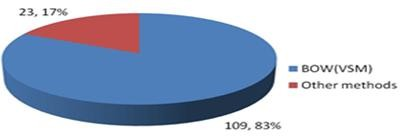 23, 17%
BOW(VSM)
Other methods
109, 83%